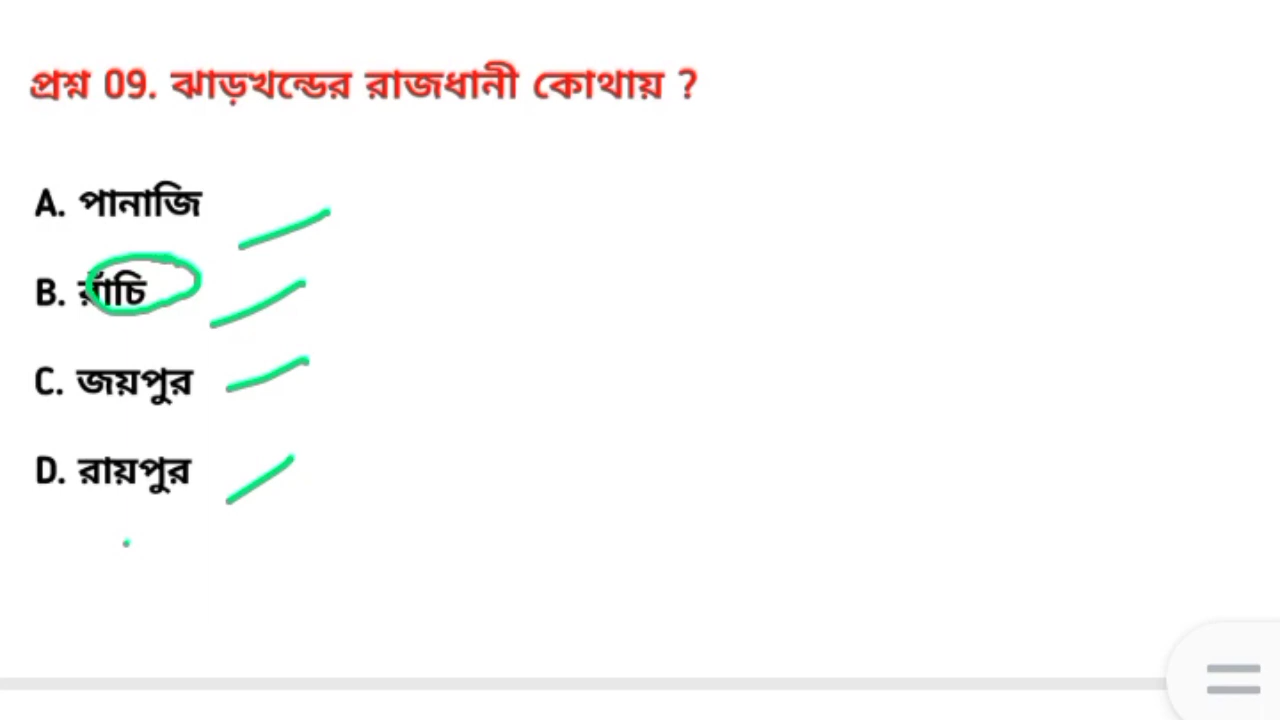 প্রশ্ন 09. ঝাড়খন্ডের রাজধানী কোথায় ?
A. পানাজি
B. রাঁচি
C. জয়পুর
D. রায়পুর